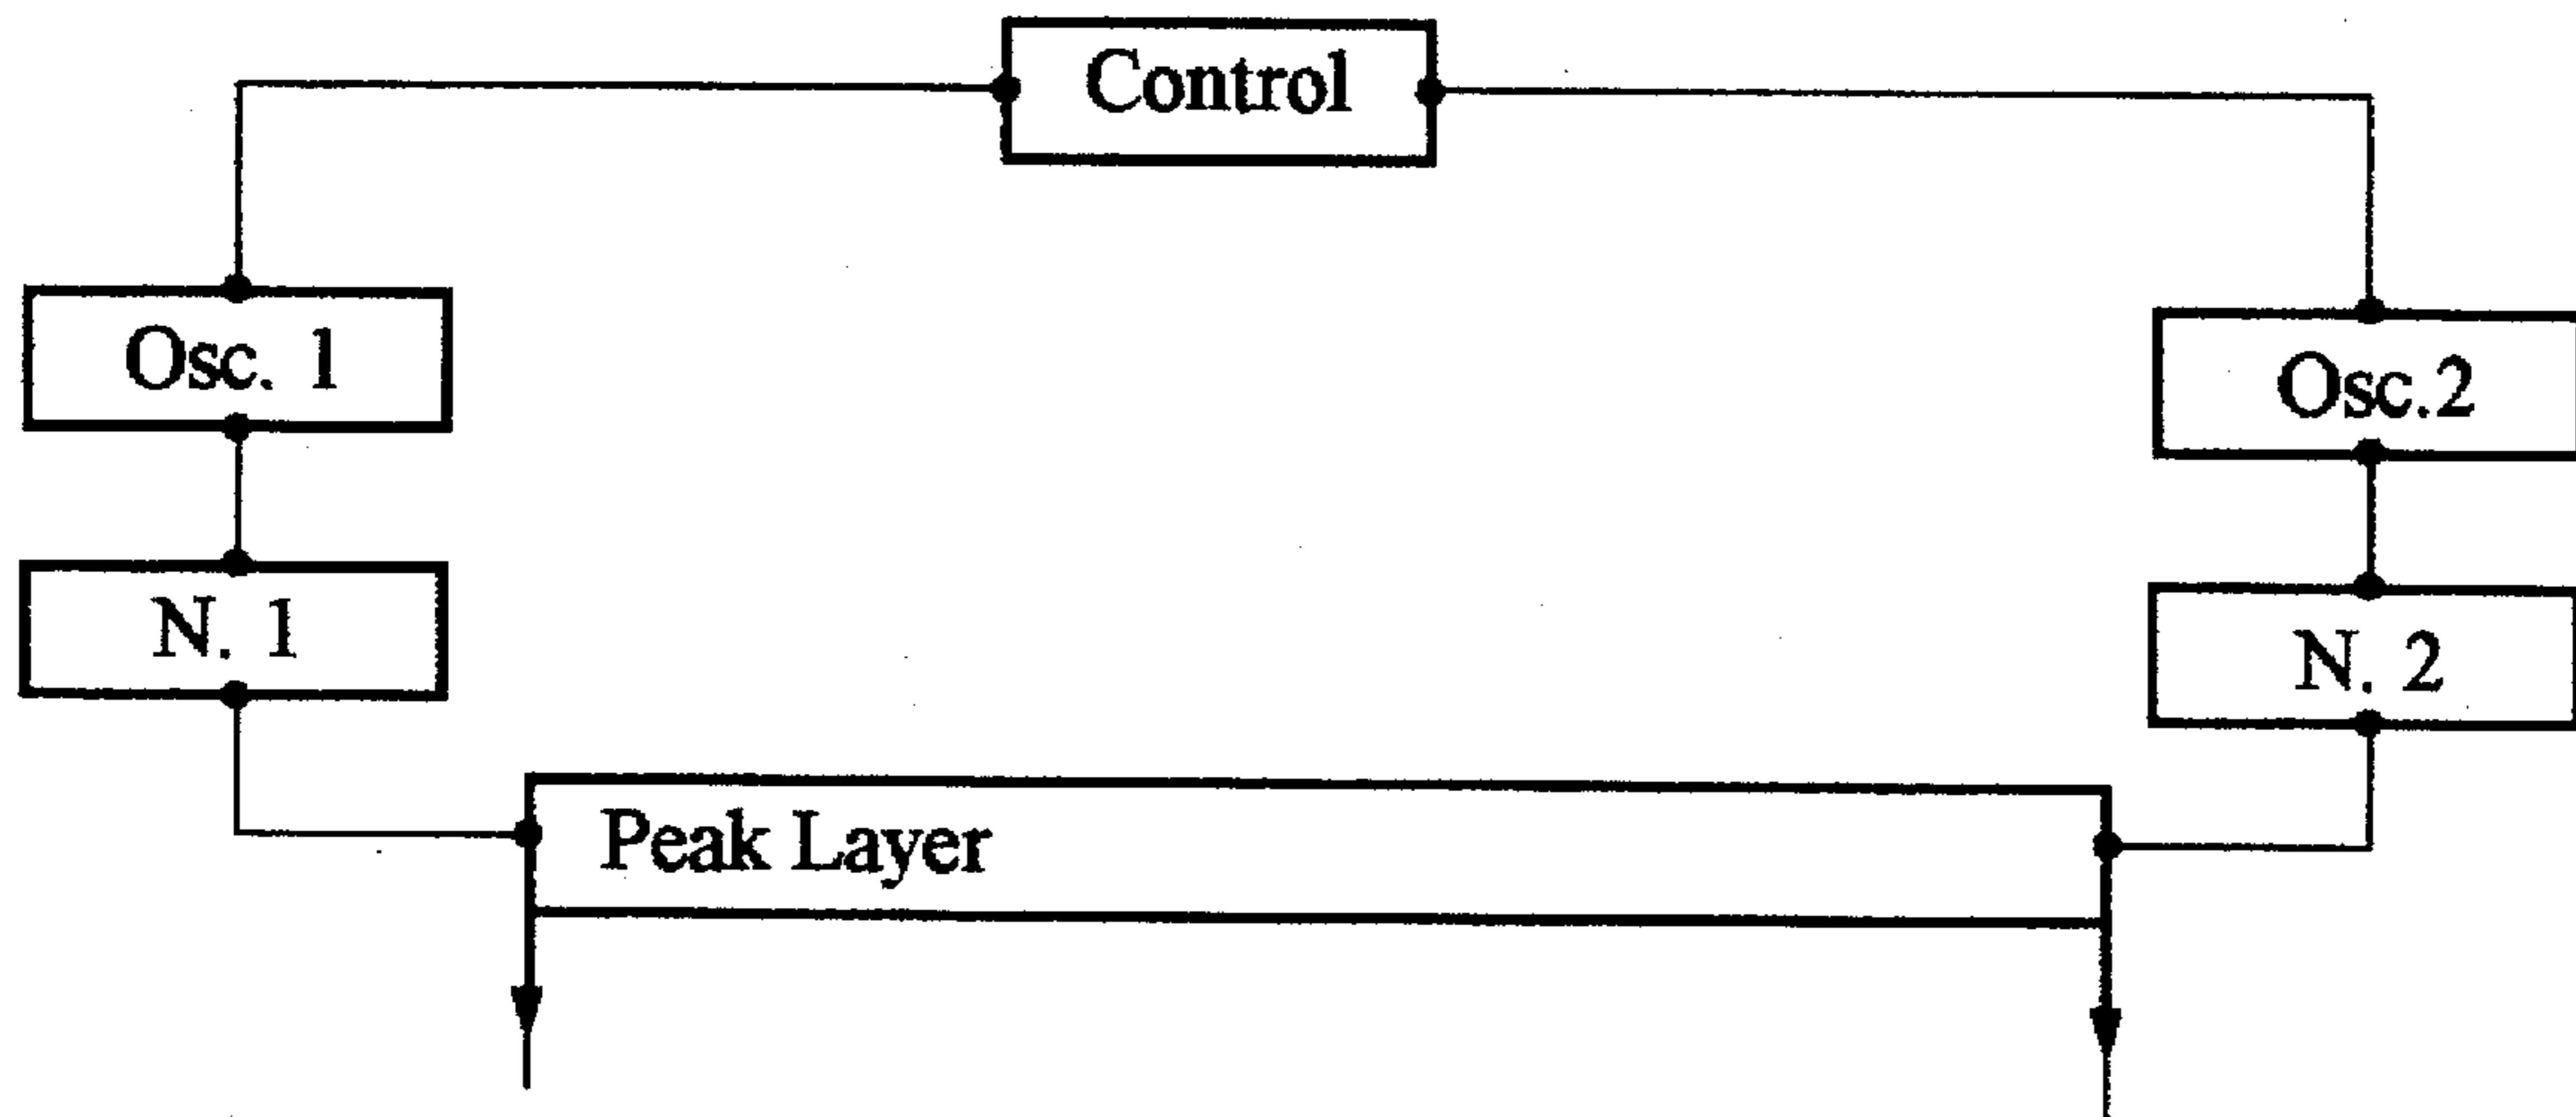 Control
Osc. 1
Osc.2
N. 1
N. 2
Peak Layer